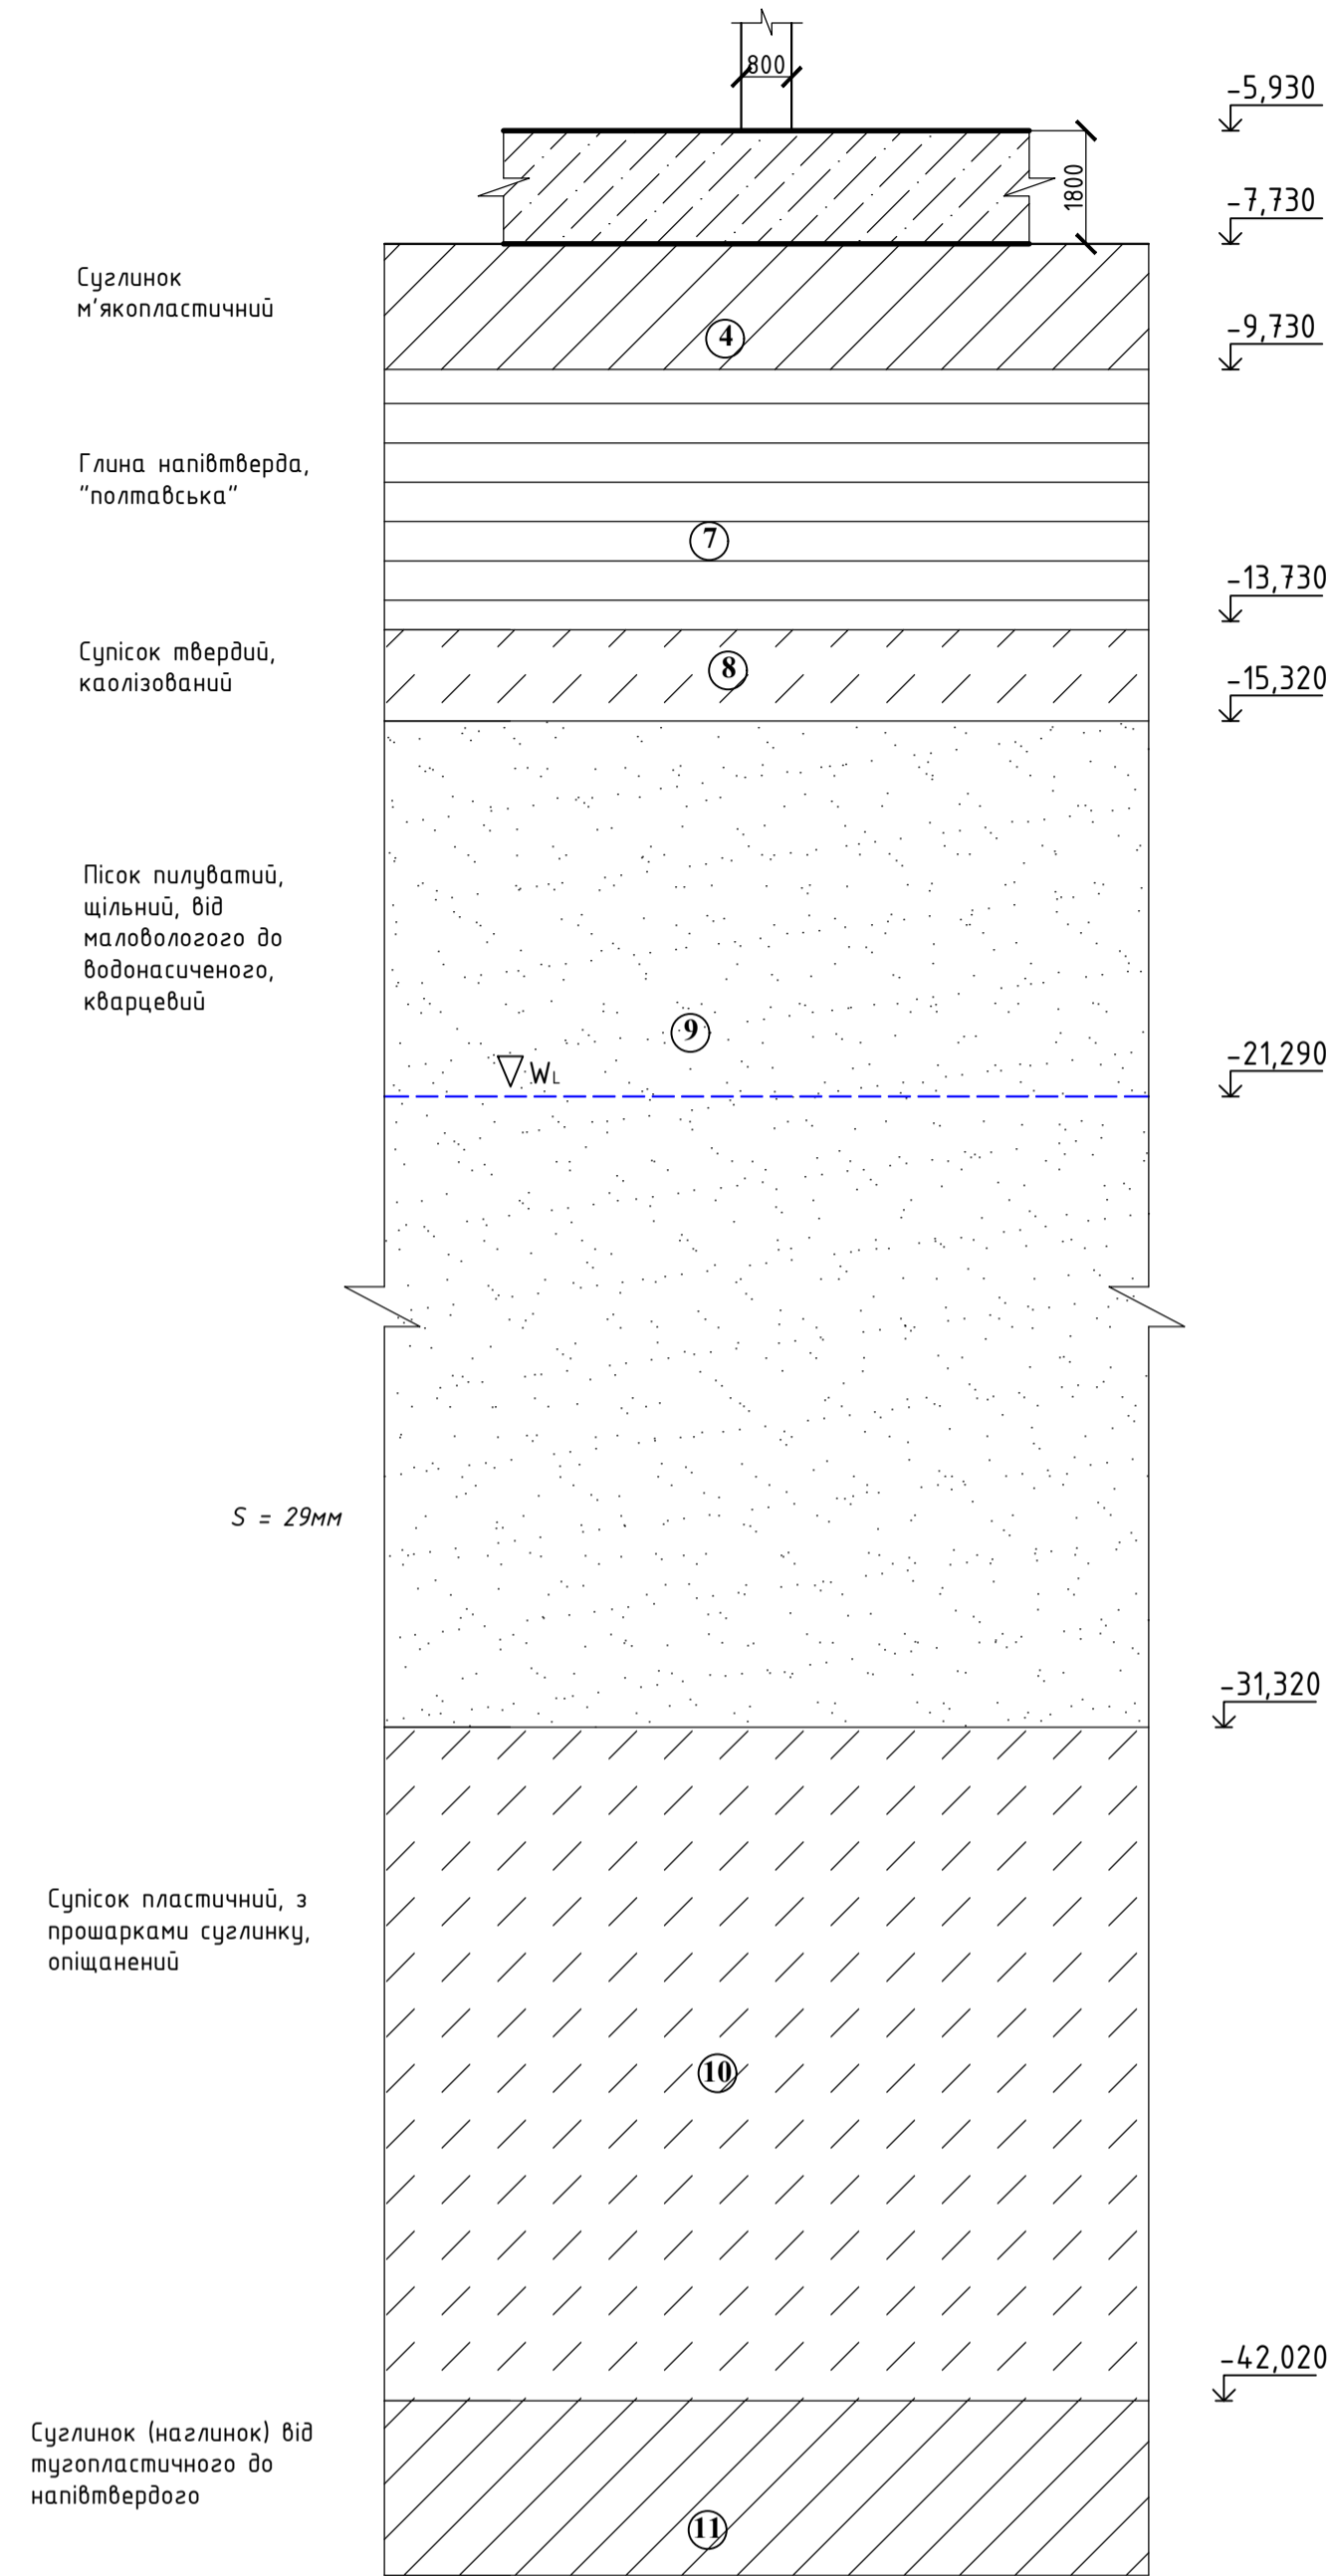 800
-5,930
1800
-7,730
Суглинок
м'якопластичний
-9,730
4
Глина напівтверда,
"полтавська"
7
-13,730
Супісок твердий,
каолізований
8
-15,320
Пісок пилуватий,
щільний, від
маловологого до
водонасиченого,
кварцевий
9
WL
-21,290
S = 29мм
-31,320
Супісок пластичний, з
прошарками суглинку,
опіщанений
10
-42,020
Суглинок (наглинок) від
тугопластичного до
напівтвердого
11